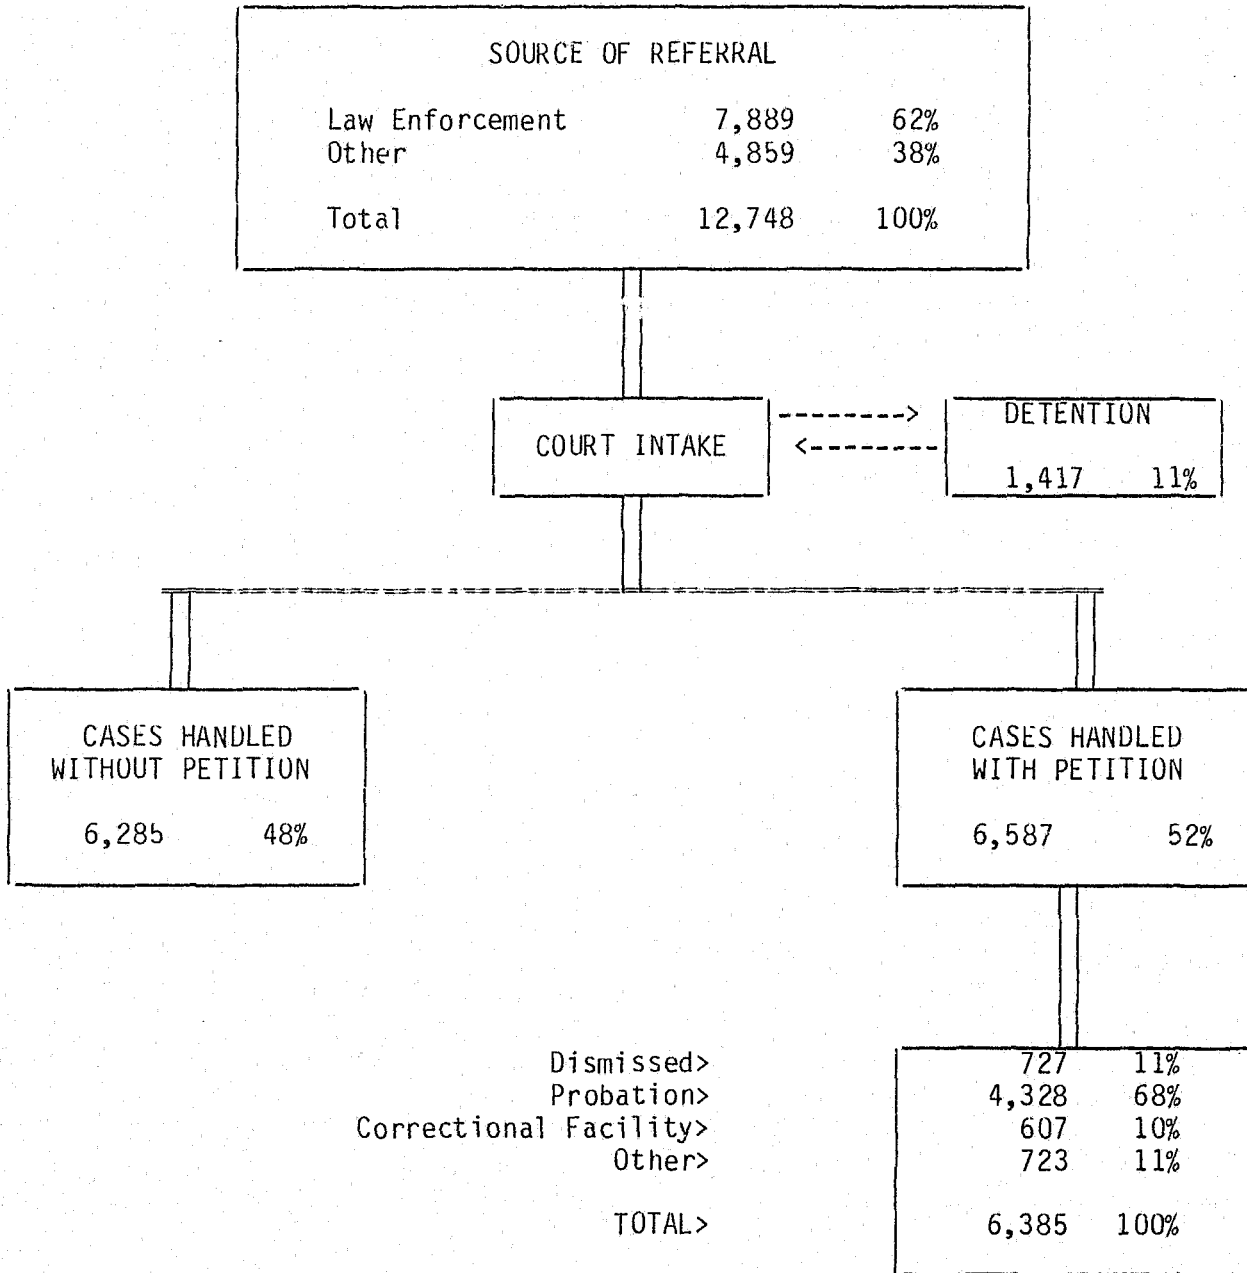 SOURCE OF REFERRAL
Law Enforcement 7,889 62%
Other 4,859 38%
Total 12,748 100%
COURT INTAKE
--------> 
<--------
DETENTION
1,417 11%
CASES HANDLED
WITHOUT PETITION
6,285 48%
CASES HANDLED
WITH PETITION
6,587 52%
Dismissed> 727 11%
Probation> 4,328 68%
Correctional Facility> 607 10%
Other> 723 11%
TOTAL> 6,385 100%